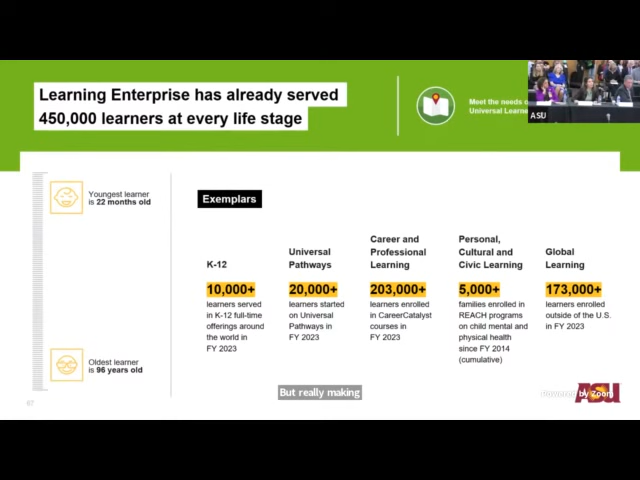 Learning Enterprise has already served
450,000 learners at every life stage
Meet the needs
Universal Learne
ASU
Youngest learner
is 22 months old
Exemplars
K-12
10,000+
learners served
in K-12 full-time
offerings around
the world in
FY 2023
Universal
Pathways
20,000+
learners started
on Universal
Pathways in
FY 2023
Career and
Professional
Learning
203,000+
learners enrolled
in CareerCatalyst
courses in
FY 2023
Personal,
Cultural and
Civic Learning
5,000+
families enrolled in
REACH programs
on child mental and
physical health
since FY 2014
(cumulative)
Global
Learning
173,000+
learners enrolled
outside of the U.S.
in FY 2023
Oldest learner
is 96 years old
But really making
Powered by Zoom
ASU
67